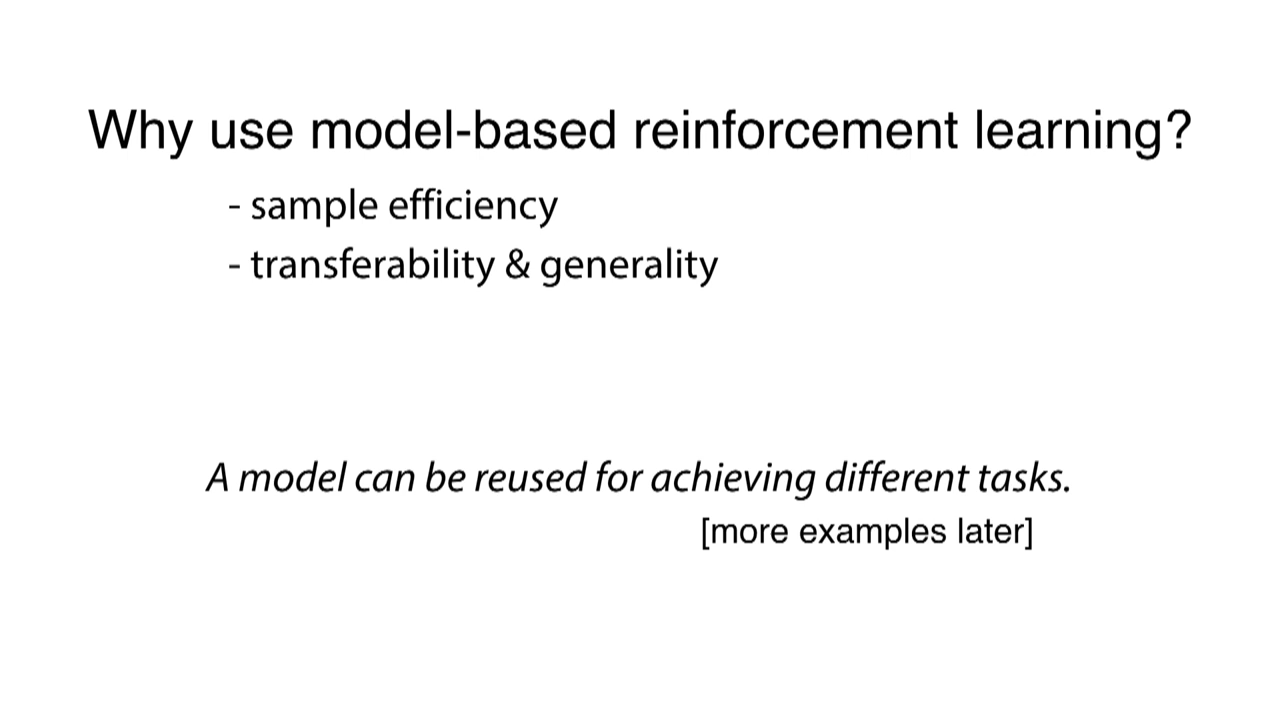 Why use model-based reinforcement learning?
- sample efficiency
- transferability & generality
A model can be reused for achieving different tasks.
[more examples later]